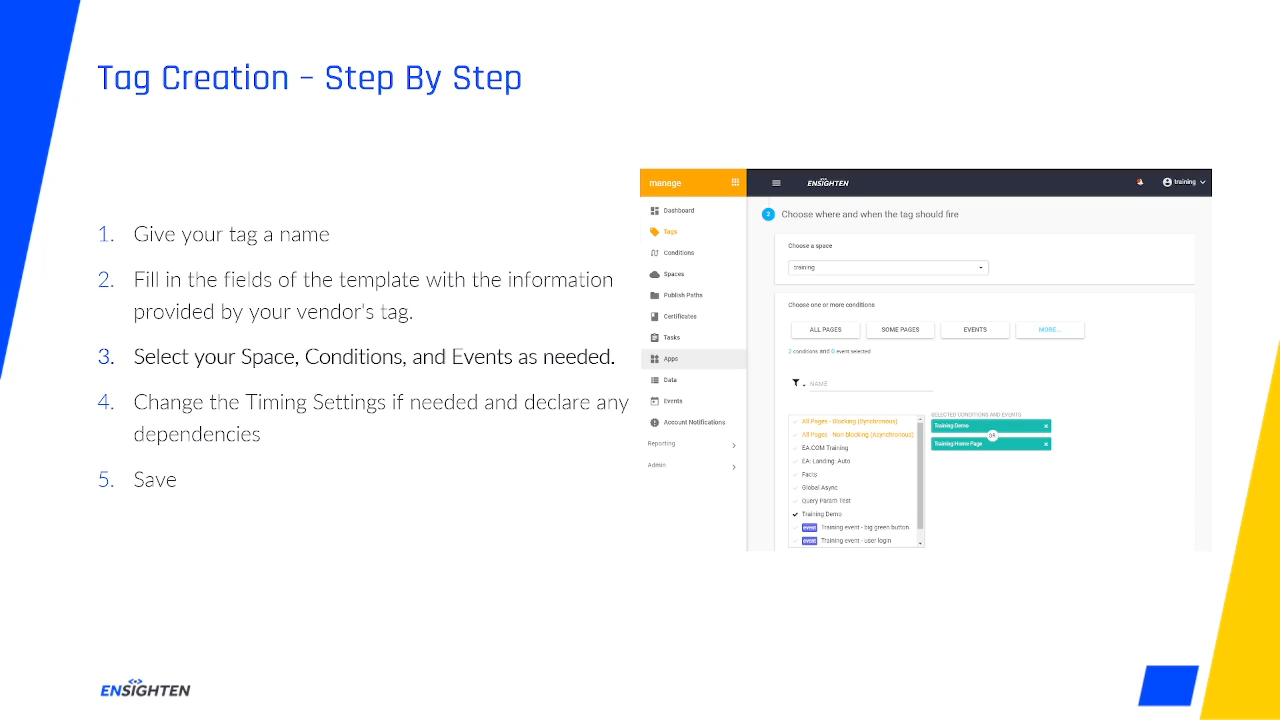 Tag Creation – Step By Step
1. Give your tag a name
2. Fill in the fields of the template with the information
provided by your vendor's tag.
3. Select your Space, Conditions, and Events as needed.
4. Change the Timing Settings if needed and declare any
dependencies
5. Save
manage
ENSIGHTEN
training
Dashboard
Tags
Conditions
Spaces
Publish Paths
Certificates
Tasks
Apps
Data
Events
Account Notifications
Reporting
Admin
2 Choose where and when the tag should fire
Choose a space
training
Choose one or more conditions
ALL PAGES SOME PAGES EVENTS MORE...
2 conditions and 0 event selected
NAME
All Pages - Blocking (Synchronous)
All Pages - Non blocking (Asynchronous)
EA.COM Training
EA: Landing: Auto
Facts
Global Async
Query Param Test
Training Demo
event Training event - big green button
event Training event - user login
SELECTED CONDITIONS AND EVENTS
Training Demo ×
OR
Training Home Page ×
ENSIGHTEN